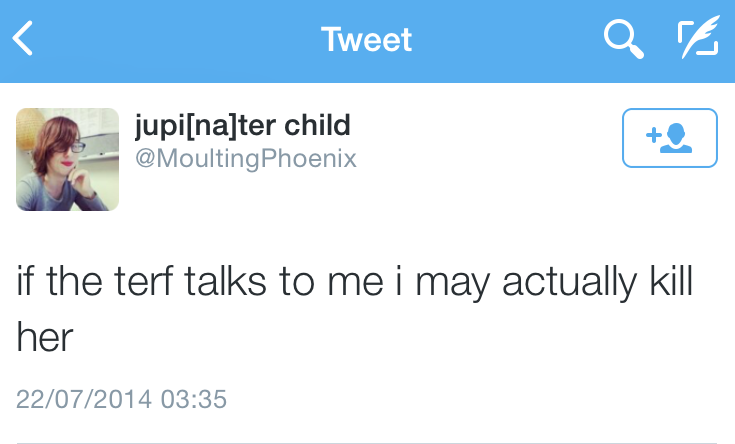 Tweet
jupi[na]ter child
@MoultingPhoenix
if the terf talks to me i may actually kill
her
22/07/2014 03:35